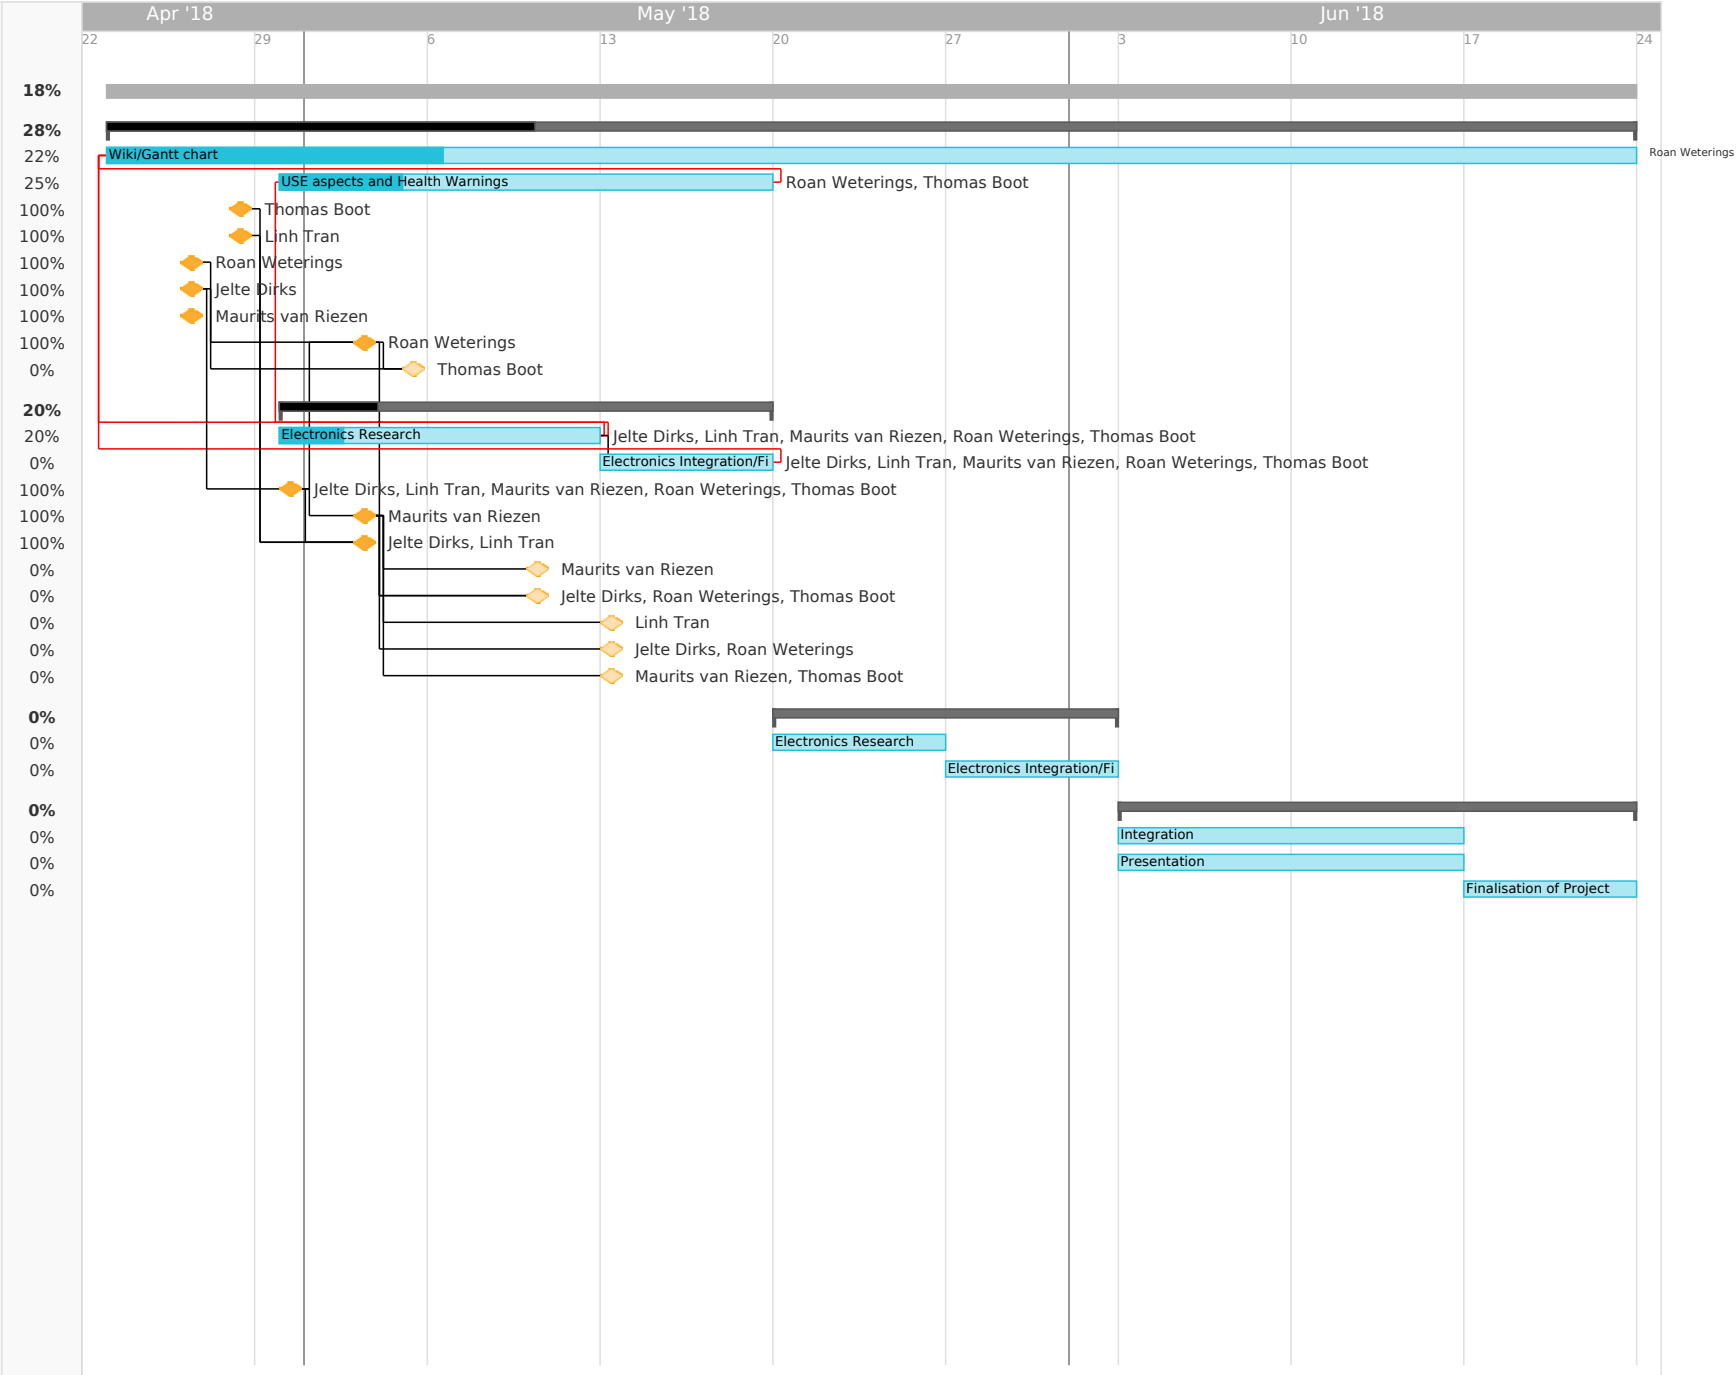 Apr '18 May '18 Jun '18
22 29 6 13 20 27 3 10 17 24
18%
28%
22% Wiki/Gantt chart Roan Weterings
25% USE aspects and Health Warnings Roan Weterings, Thomas Boot
100% Thomas Boot
100% Linh Tran
100% Roan Weterings
100% Jelte Dirks
100% Maurits van Riezen
100% Roan Weterings
0% Thomas Boot
20%
20% Electronics Research Jelte Dirks, Linh Tran, Maurits van Riezen, Roan Weterings, Thomas Boot
0% Electronics Integration/Fi Jelte Dirks, Linh Tran, Maurits van Riezen, Roan Weterings, Thomas Boot
100% Jelte Dirks, Linh Tran, Maurits van Riezen, Roan Weterings, Thomas Boot
100% Maurits van Riezen
100% Jelte Dirks, Linh Tran
0% Maurits van Riezen
0% Jelte Dirks, Roan Weterings, Thomas Boot
0% Linh Tran
0% Jelte Dirks, Roan Weterings
0% Maurits van Riezen, Thomas Boot
0%
0% Electronics Research
0% Electronics Integration/Fi
0%
0% Integration
0% Presentation
0% Finalisation of Project